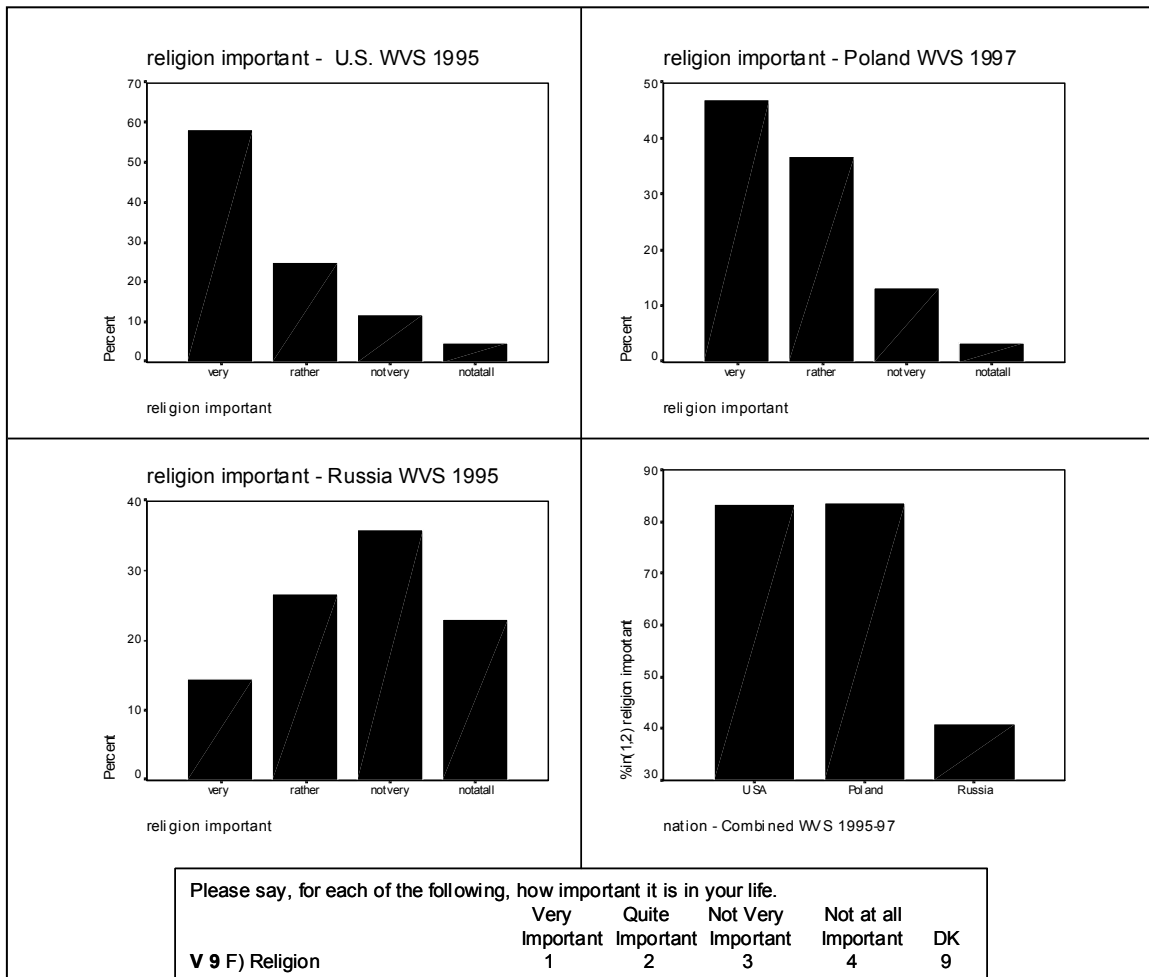 religion important - U.S. WVS 1995
70
60
50
40
30
20
10
0
Percent
very rather notvery notatall
religion important
religion important - Poland WVS 1997
50
40
30
20
10
0
Percent
very rather notvery notatall
religion important
religion important - Russia WVS 1995
40
30
20
10
0
Percent
very rather notvery notatall
religion important
90
80
70
60
50
40
30
%in(1,2) religion important
USA Poland Russia
nation - Combined WVS 1995-97
Please say, for each of the following, how important it is in your life.
Very Quite Not Very Not at all
Important Important Important Important DK
V 9 F) Religion 1 2 3 4 9